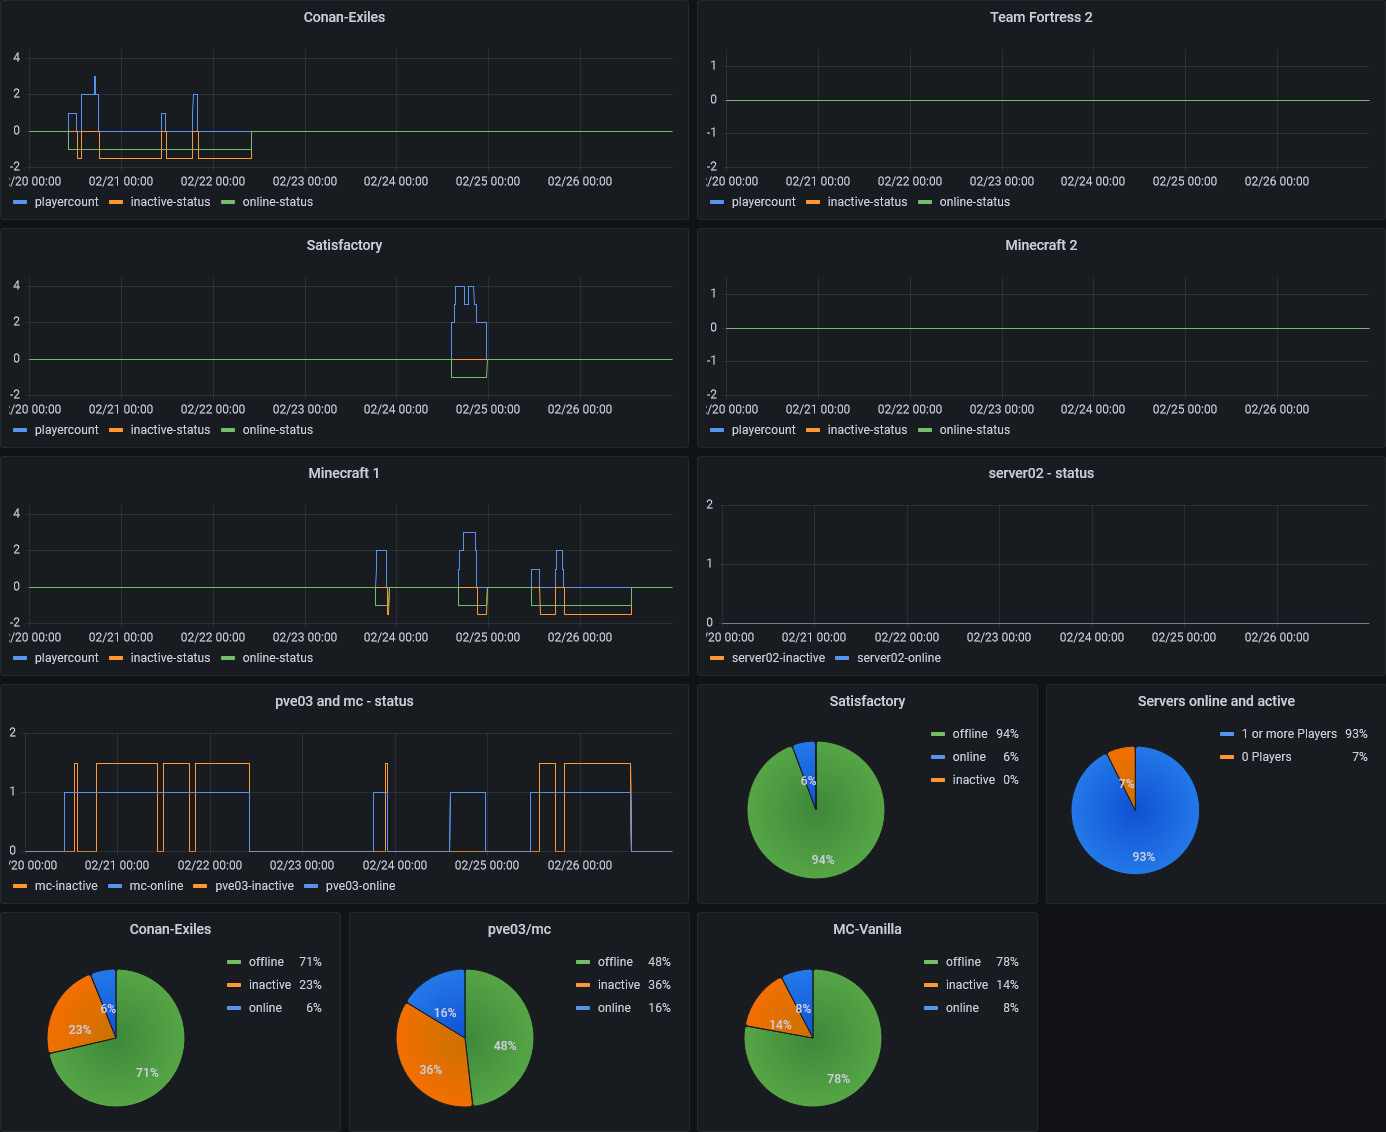 Conan-Exiles
4
2
0
-2
/20 00:00 02/21 00:00 02/22 00:00 02/23 00:00 02/24 00:00 02/25 00:00 02/26 00:00
playercount inactive-status online-status
Team Fortress 2
1
0
-1
-2
/20 00:00 02/21 00:00 02/22 00:00 02/23 00:00 02/24 00:00 02/25 00:00 02/26 00:00
playercount inactive-status online-status
Satisfactory
4
2
0
-2
/20 00:00 02/21 00:00 02/22 00:00 02/23 00:00 02/24 00:00 02/25 00:00 02/26 00:00
playercount inactive-status online-status
Minecraft 2
1
0
-1
-2
/20 00:00 02/21 00:00 02/22 00:00 02/23 00:00 02/24 00:00 02/25 00:00 02/26 00:00
playercount inactive-status online-status
Minecraft 1
4
2
0
-2
/20 00:00 02/21 00:00 02/22 00:00 02/23 00:00 02/24 00:00 02/25 00:00 02/26 00:00
playercount inactive-status online-status
server02 - status
2
1
0
/20 00:00 02/21 00:00 02/22 00:00 02/23 00:00 02/24 00:00 02/25 00:00 02/26 00:00
server02-inactive server02-online
pve03 and mc - status
2
1
0
/20 00:00 02/21 00:00 02/22 00:00 02/23 00:00 02/24 00:00 02/25 00:00 02/26 00:00
mc-inactive mc-online pve03-inactive pve03-online
Satisfactory
offline 94%
online 6%
inactive 0%
6%
94%
Servers online and active
1 or more Players 93%
0 Players 7%
7%
93%
Conan-Exiles
offline 71%
inactive 23%
online 6%
6%
23%
71%
pve03/mc
offline 48%
inactive 36%
online 16%
16%
48%
36%
MC-Vanilla
offline 78%
inactive 14%
online 8%
8%
14%
78%